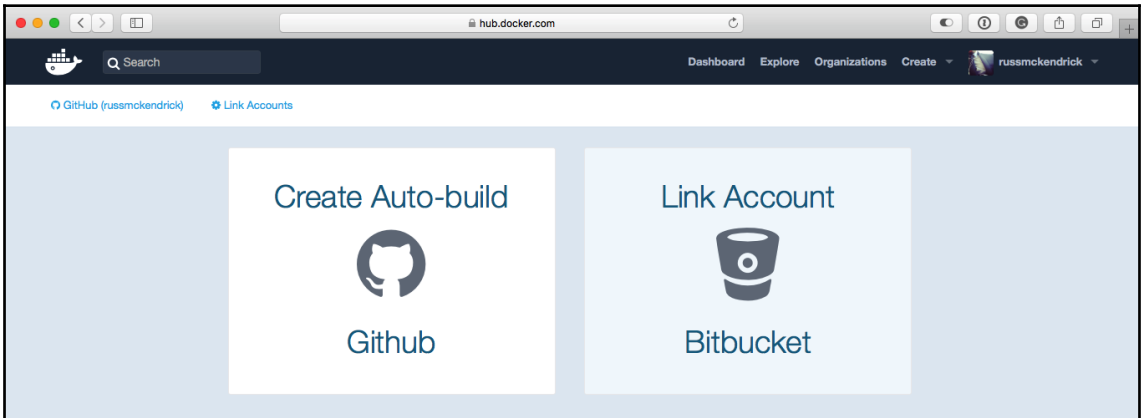 hub.docker.com
Search
Dashboard Explore Organizations Create russmckendrick
GitHub (russmckendrick) Link Accounts
Create Auto-build
Github
Link Account
Bitbucket